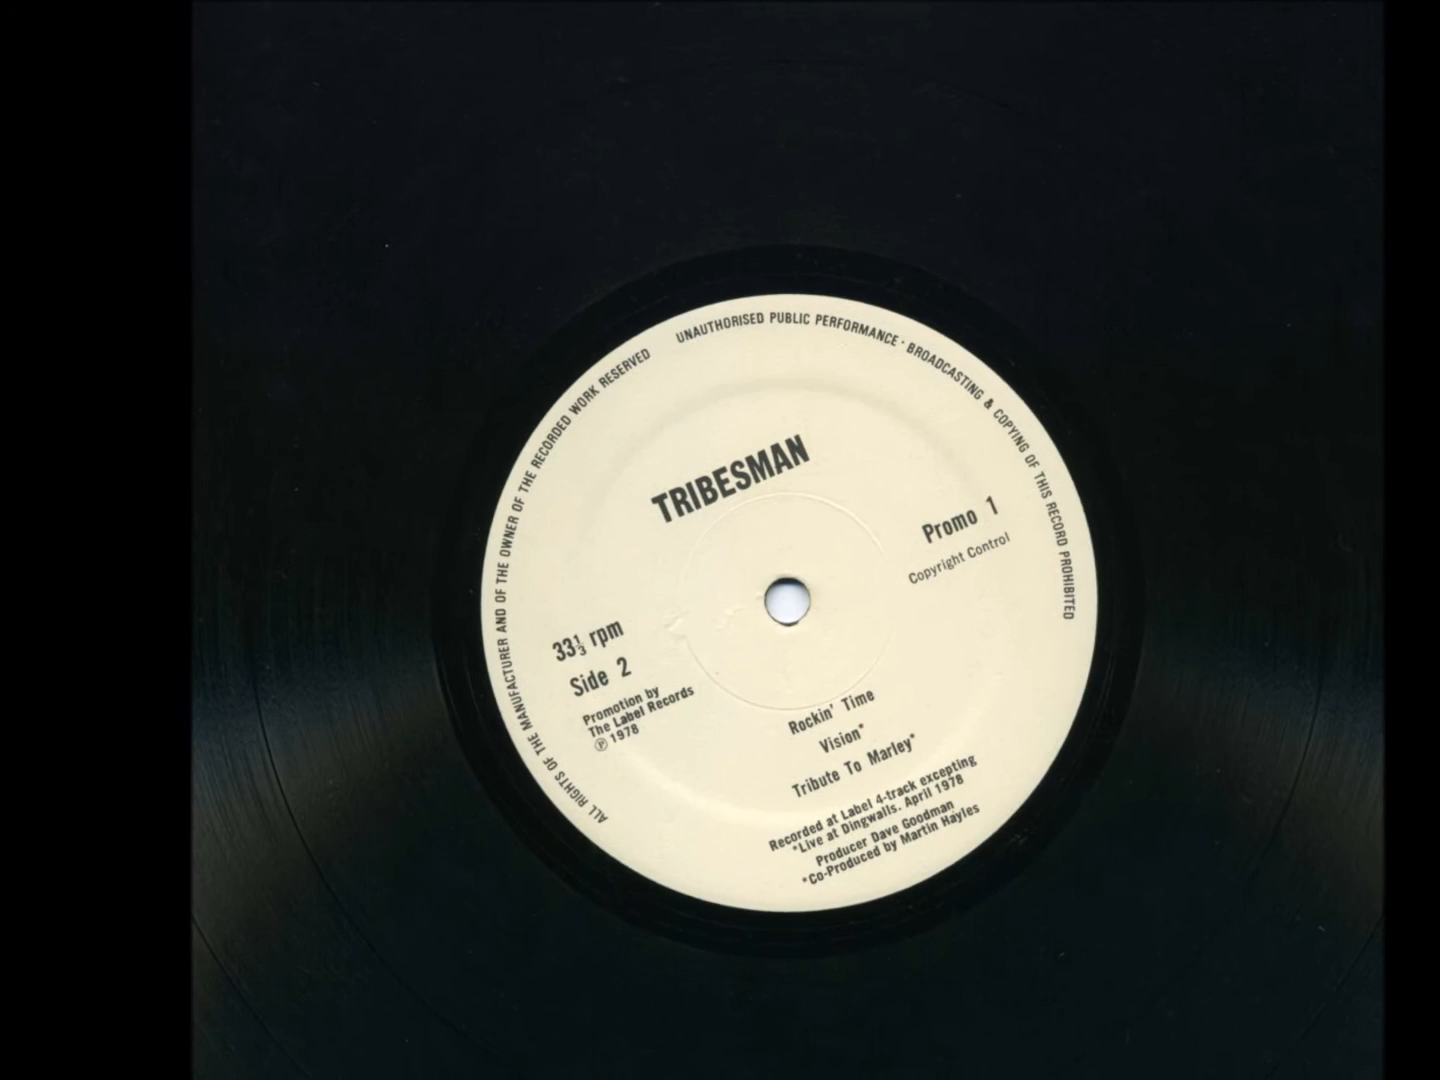 ALL RIGHTS OF THE MANUFACTURER AND OF THE OWNER OF THE RECORDED WORK RESERVED
UNAUTHORISED PUBLIC PERFORMANCE · BROADCASTING & COPYING OF THIS RECORD PROHIBITED
TRIBESMAN
Promo 1
Copyright Control
33⅓ rpm
Side 2
Promotion by
The Label Records
℗ 1978
Rockin' Time
Vision*
Tribute To Marley*
Recorded at Label 4-track excepting
*Live at Dingwalls. April 1978
Producer Dave Goodman
*Co-Produced by Martin Hayles